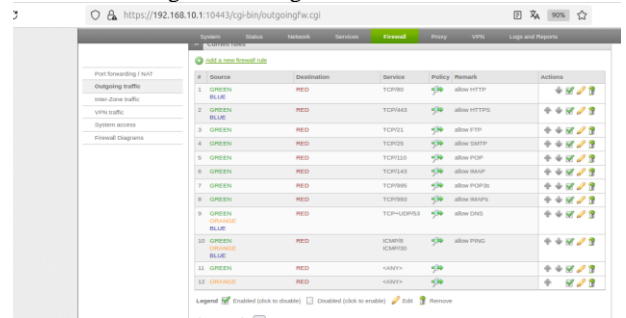 https://192.168.10.1:10443/cgi-bin/outgoingfw.cgi 90%
System Status Network Services Firewall Proxy VPN Logs and Reports
Current rules
Add a new firewall rule
Port forwarding / NAT
Outgoing traffic
Inter-Zone traffic
VPN traffic
System access
Firewall Diagrams
# Source Destination Service Policy Remark Actions
1 GREEN RED TCP/80 allow HTTP
BLUE
2 GREEN RED TCP/443 allow HTTPS
BLUE
3 GREEN RED TCP/21 allow FTP
4 GREEN RED TCP/25 allow SMTP
5 GREEN RED TCP/110 allow POP
6 GREEN RED TCP/143 allow IMAP
7 GREEN RED TCP/995 allow POP3s
8 GREEN RED TCP/993 allow IMAPs
9 GREEN RED TCP+UDP/53 allow DNS
ORANGE
BLUE
10 GREEN RED ICMP/8 allow PING
ORANGE ICMP/30
BLUE
11 GREEN RED <ANY>
12 ORANGE RED <ANY>
Legend Enabled (click to disable) Disabled (click to enable) Edit Remove